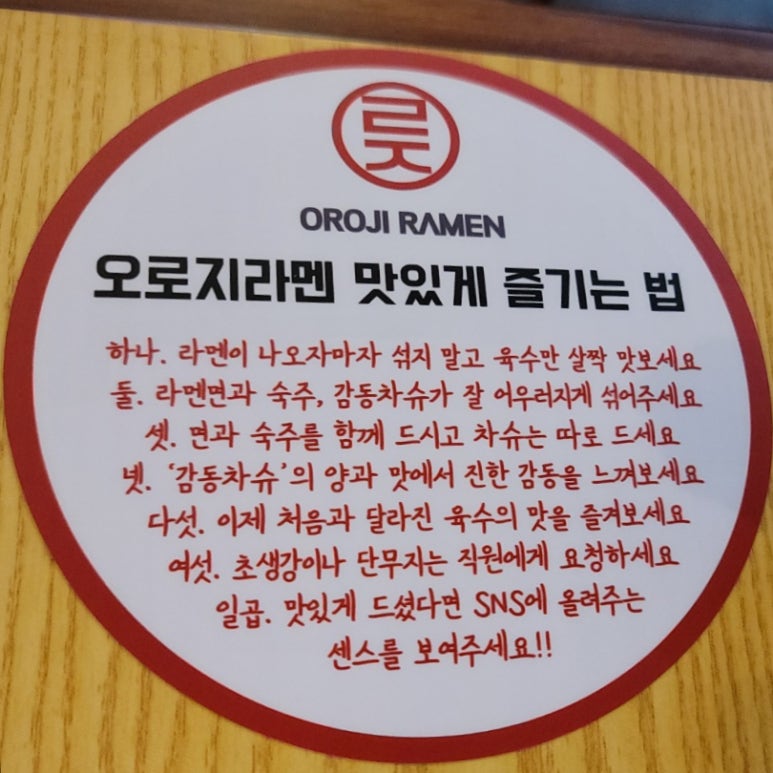 롯
OROJI RAMEN
오로지라멘 맛있게 즐기는 법
하나. 라멘이 나오자마자 섞지 말고 육수만 살짝 맛보세요
둘. 라멘면과 숙주, 감동차슈가 잘 어우러지게 섞어주세요
셋. 면과 숙주를 함께 드시고 차슈는 따로 드세요
넷. '감동차슈'의 양과 맛에서 진한 감동을 느껴보세요
다섯. 이제 처음과 달라진 육수의 맛을 즐겨보세요
여섯. 초생강이나 단무지는 직원에게 요청하세요
일곱. 맛있게 드셨다면 SNS에 올려주는
센스를 보여주세요!!